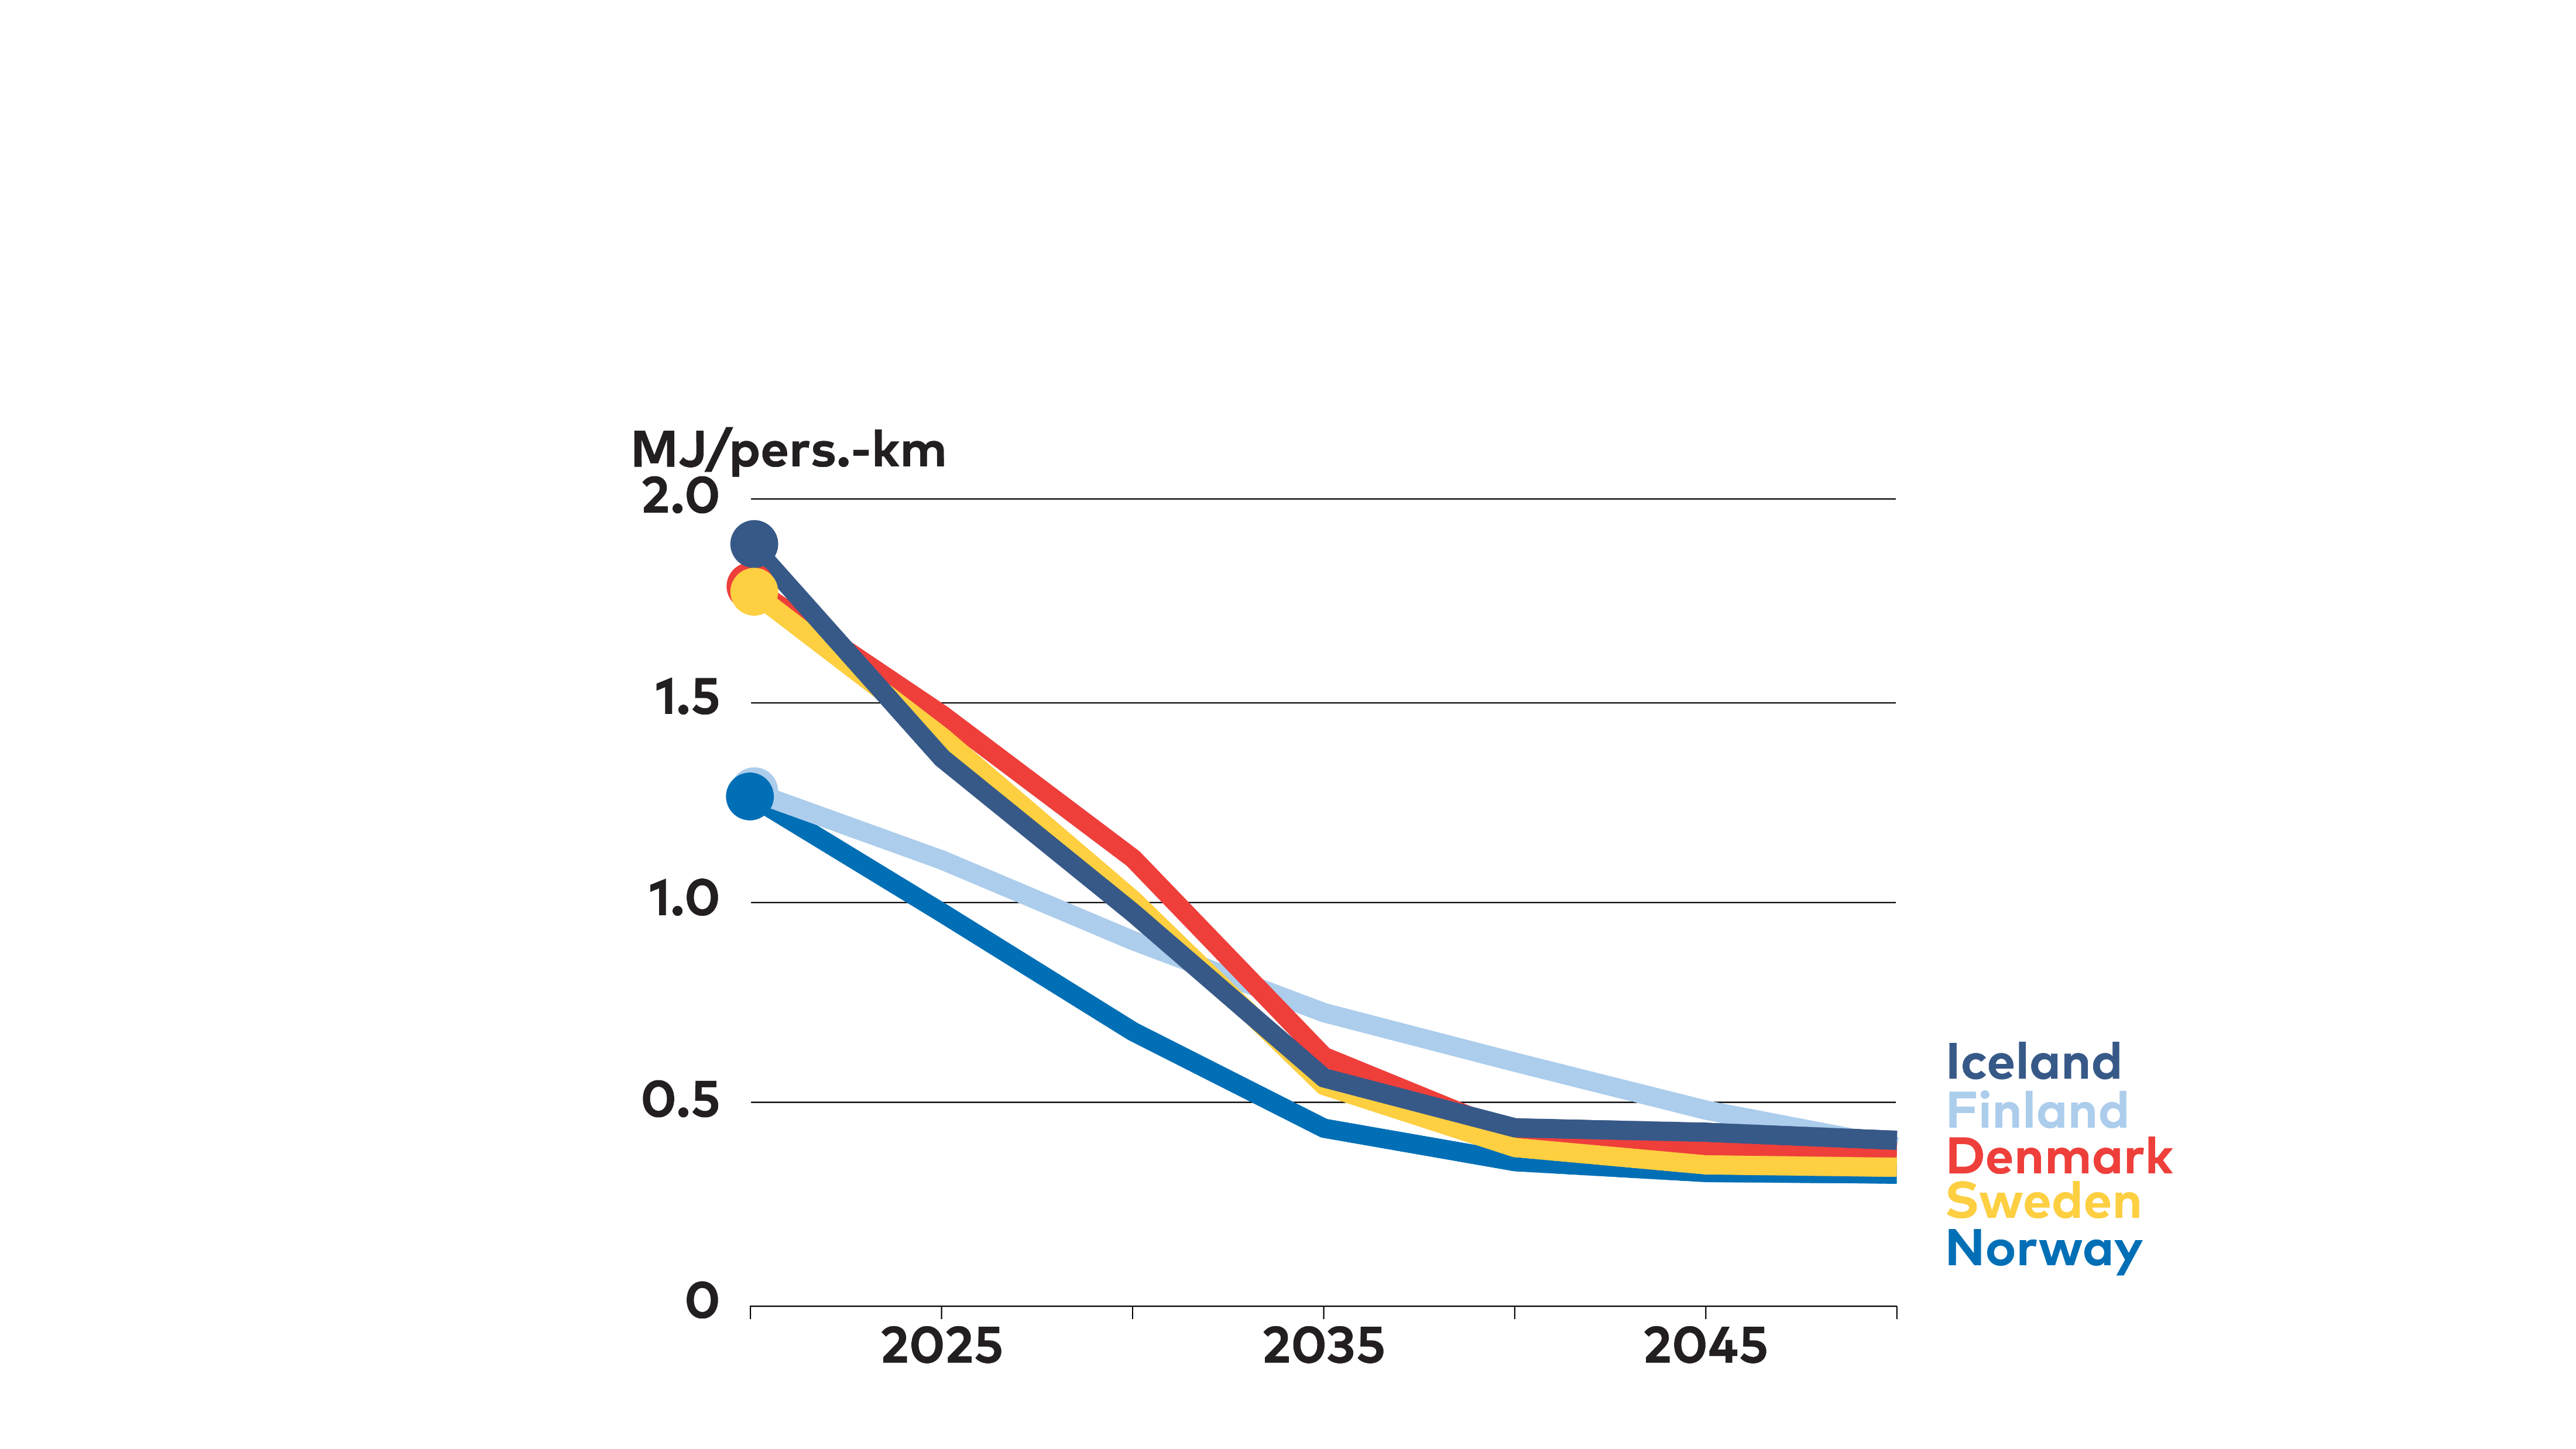 MJ/pers.-km
2.0
1.5
1.0
0.5
0
2025 2035 2045
Iceland
Finland
Denmark
Sweden
Norway